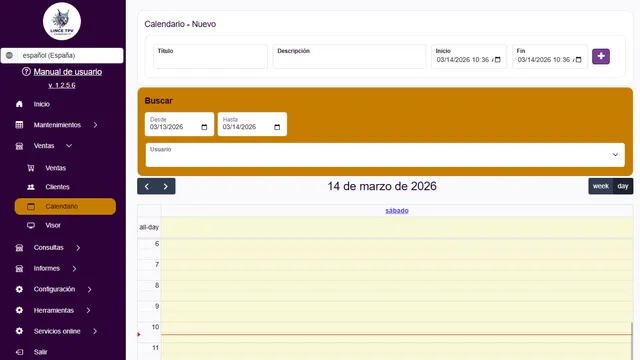 LINCE TPV
español (España)
Manual de usuario
v. 1.2.5.6
Inicio
Mantenimientos
Ventas
Ventas
Clientes
Calendario
Visor
Consultas
Informes
Configuración
Herramientas
Servicios online
Salir
Calendario - Nuevo
Título
Descripción
Inicio
03/14/2026 10:36 A
Fin
03/14/2026 10:36 A
Buscar
Desde
03/13/2026
Hasta
03/14/2026
Usuario
14 de marzo de 2026
week
day
sábado
all-day
6
7
8
9
10
11